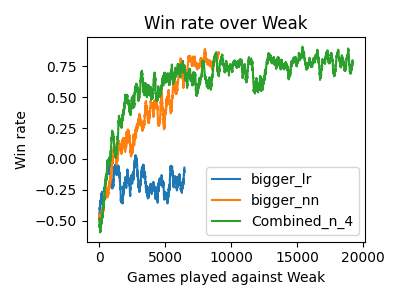 Win rate over Weak
Win rate
0.75
0.50
0.25
0.00
−0.25
−0.50
bigger_lr
bigger_nn
Combined_n_4
0 5000 10000 15000 20000
Games played against Weak